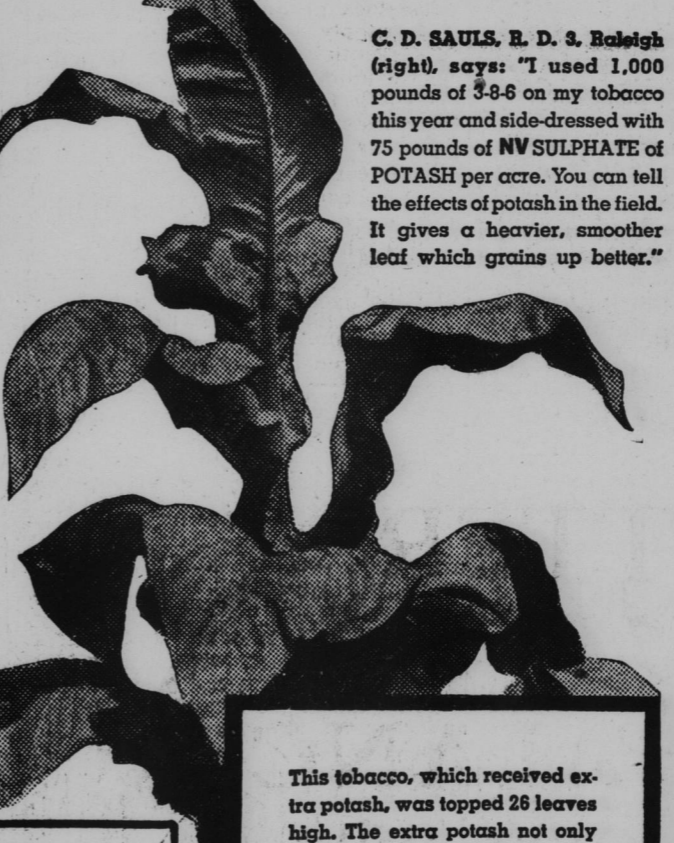 C. D. SAULS, R. D. 3, Raleigh
(right), says: "I used 1,000
pounds of 3-8-6 on my tobacco
this year and side-dressed with
75 pounds of NV SULPHATE of
POTASH per acre. You can tell
the effects of potash in the field.
It gives a heavier, smoother
leaf which grains up better."
This tobacco, which received ex-
tra potash, was topped 26 leaves
high. The extra potash not only